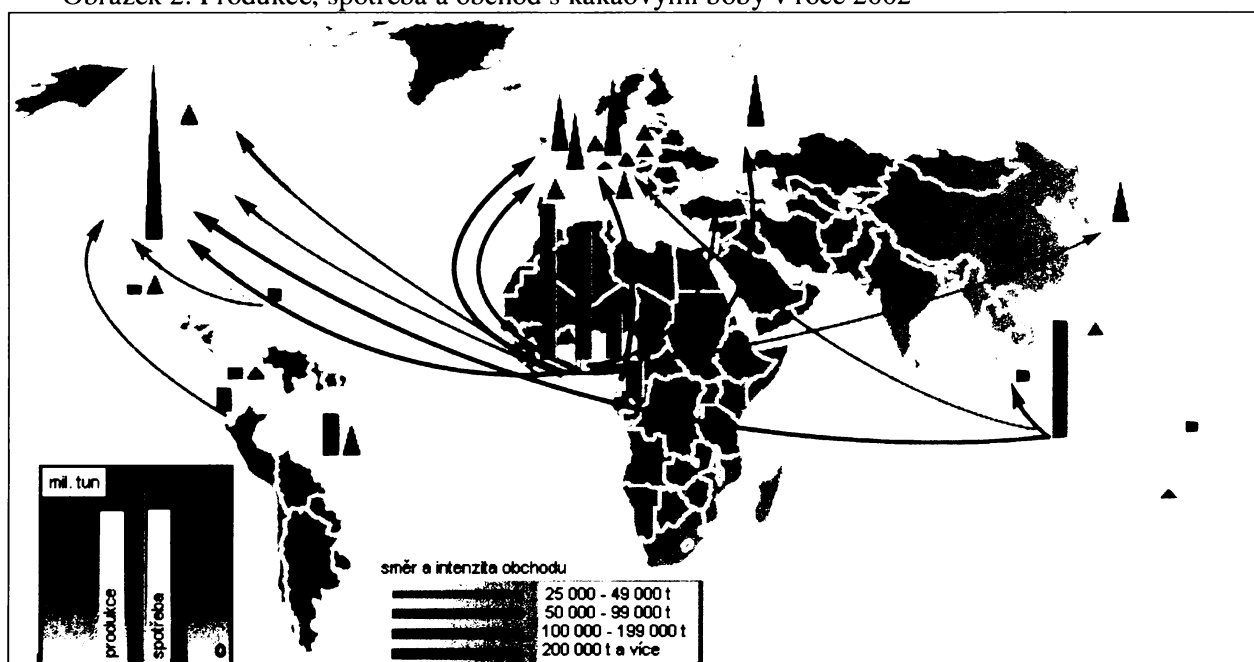 Obrázek 2: Produkce, spotřeba a obchod s kakaovými boby v roce 2002
mil. tun
produkce
spotřeba
0
směr a intenzita obchodu
25 000 - 49 000 t
50 000 - 99 000 t
100 000 - 199 000 t
200 000 t a více